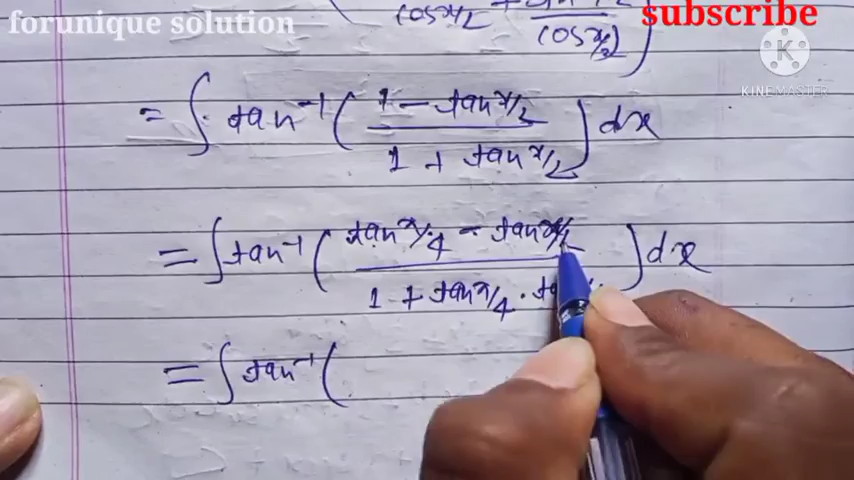 forunique solution
subscribe
cos x/2 +
cos x/2
KINEMASTER
= ∫ tan⁻¹ ( (1 - tan x/2) / (1 + tan x/2) ) dx
= ∫ tan⁻¹ ( (tan π/4 - tan x/2) / (1 + tan π/4 · ta ) ) dx
= ∫ tan⁻¹ (